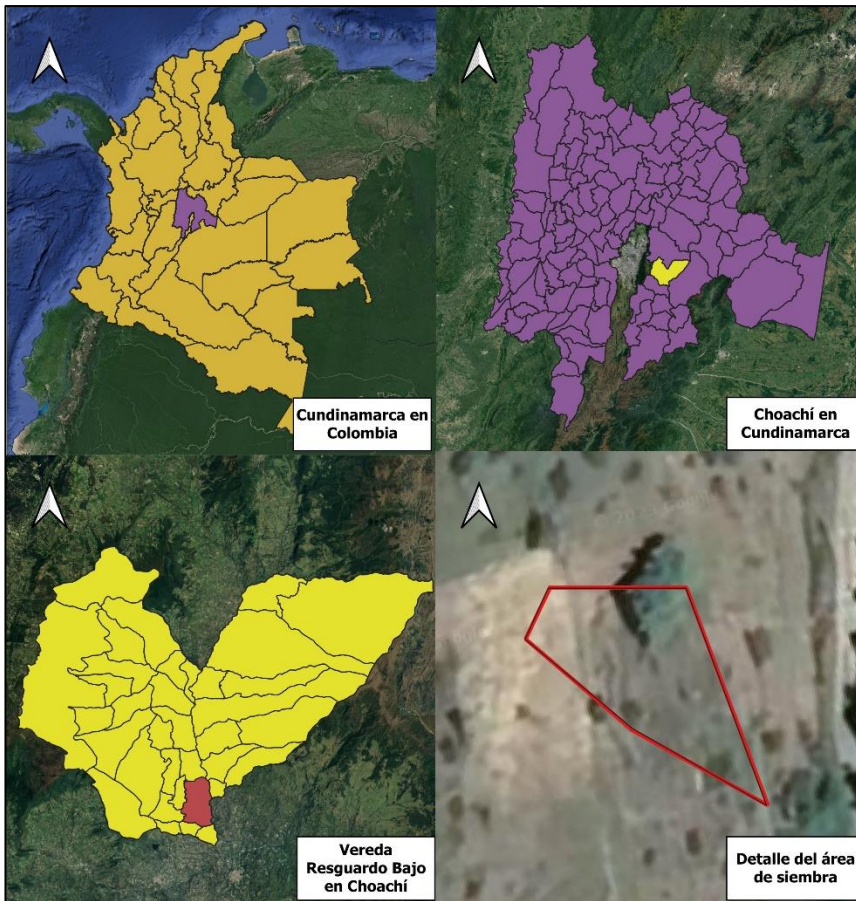 Cundinamarca en
Colombia
Choachí en
Cundinamarca
Vereda
Resguardo Bajo
en Choachí
Detalle del área
de siembra